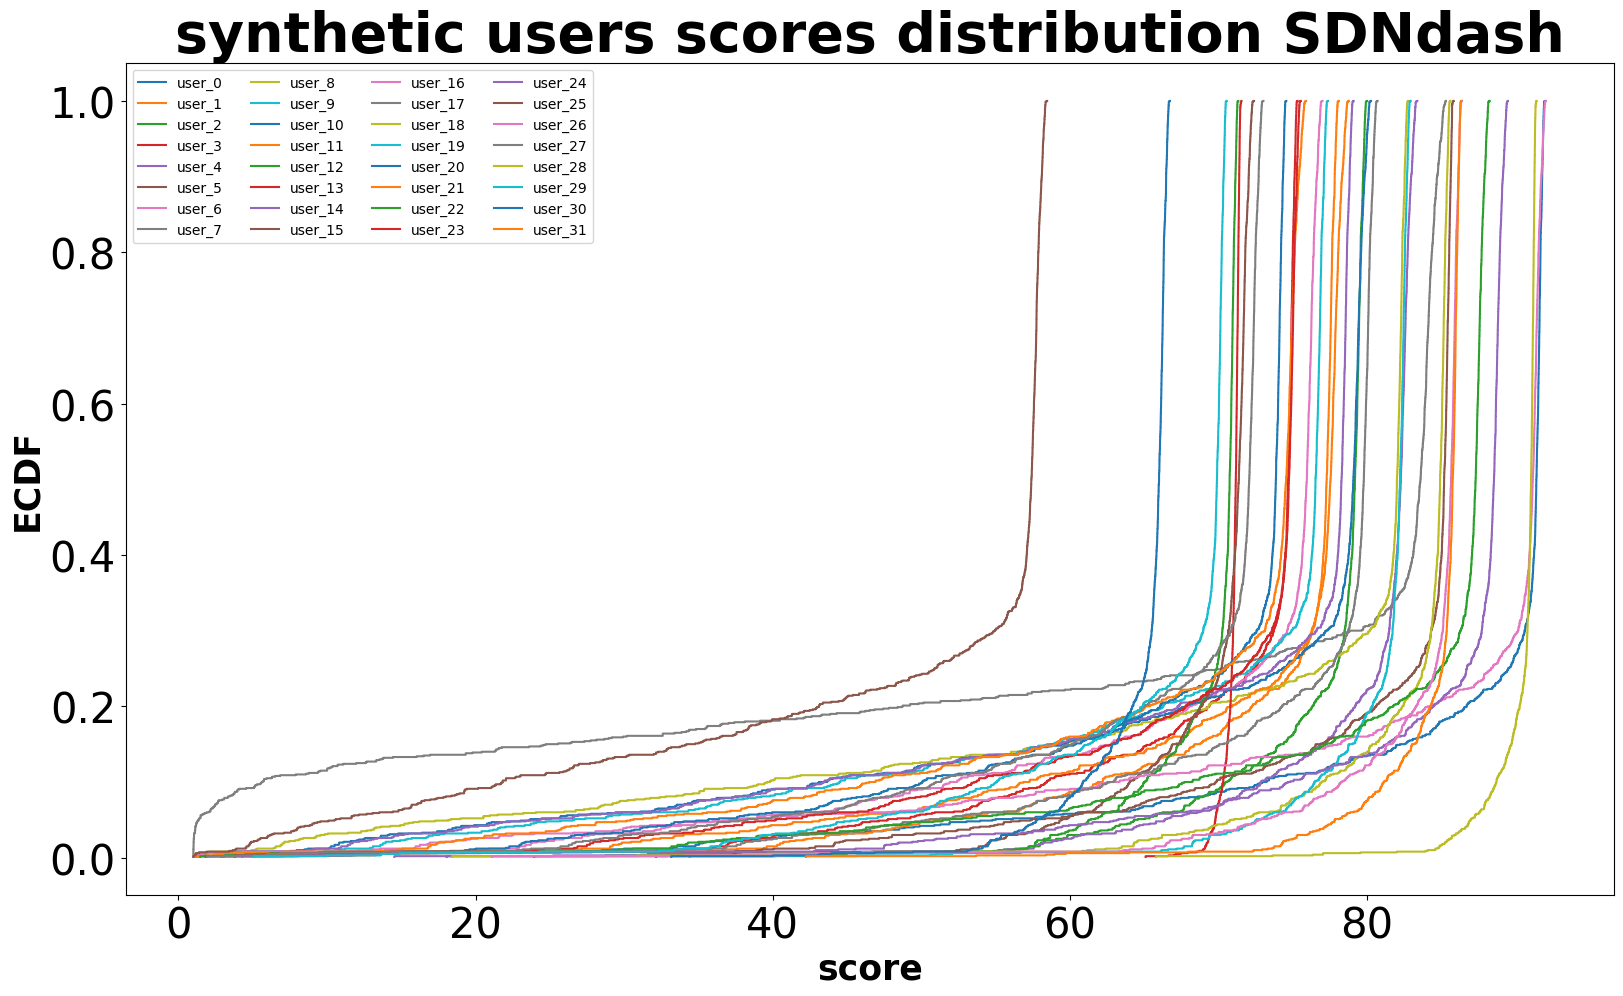 synthetic users scores distribution SDNdash
user_0 user_8 user_16 user_24
user_1 user_9 user_17 user_25
user_2 user_10 user_18 user_26
user_3 user_11 user_19 user_27
user_4 user_12 user_20 user_28
user_5 user_13 user_21 user_29
user_6 user_14 user_22 user_30
user_7 user_15 user_23 user_31
1.0
0.8
0.6
0.4
0.2
0.0
ECDF
0 20 40 60 80
score